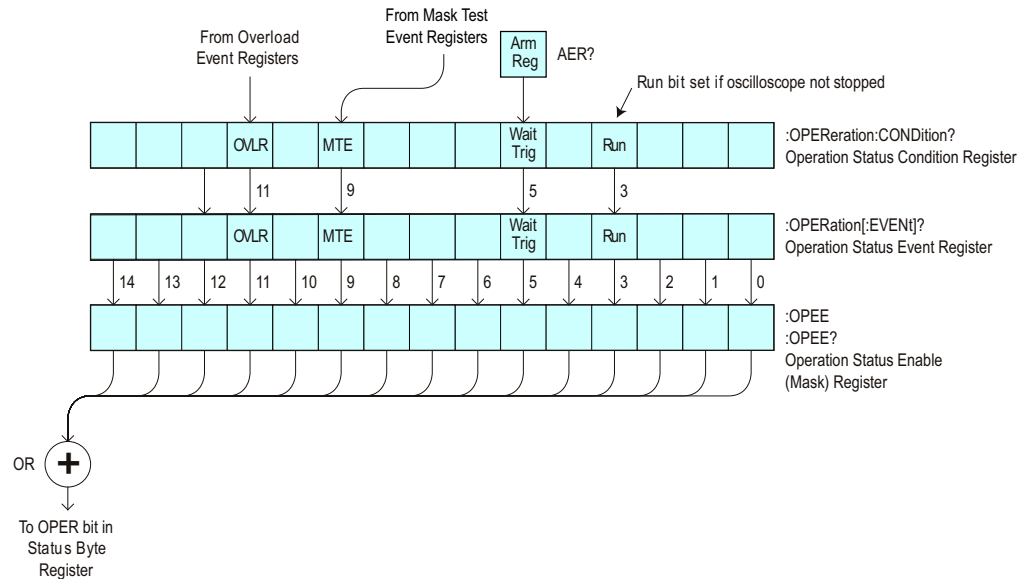 From Mask Test
Event Registers
From Overload
Event Registers
Arm
Reg
AER?
Run bit set if oscilloscope not stopped
OVLR
MTE
Wait
Trig
Run
:OPEReration:CONDition?
Operation Status Condition Register
11
9
5
3
OVLR
MTE
Wait
Trig
Run
:OPERation[:EVENt]?
Operation Status Event Register
14 13 12 11 10 9 8 7 6 5 4 3 2 1 0
:OPEE
:OPEE?
Operation Status Enable
(Mask) Register
OR
+
To OPER bit in
Status Byte
Register